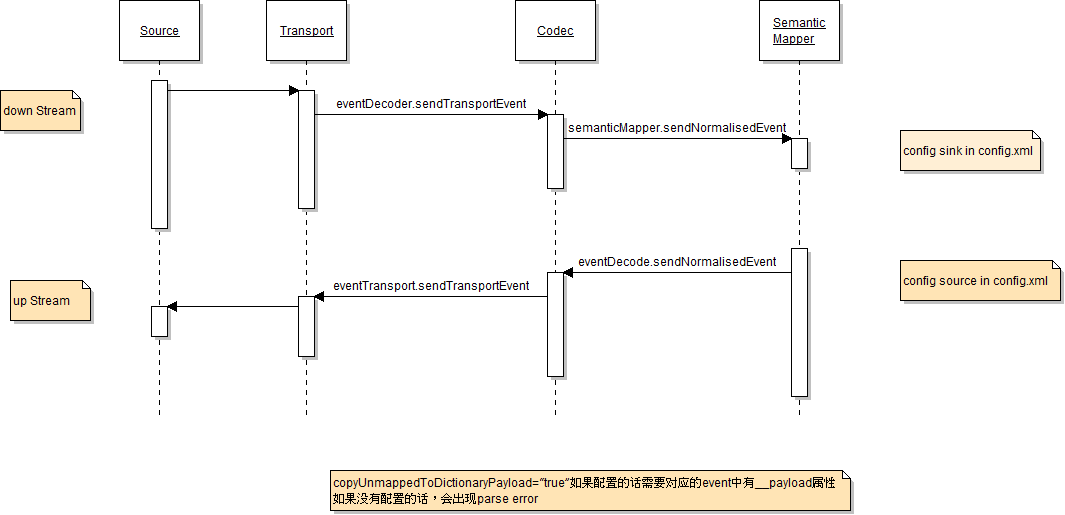 Source
Transport
Codec
Semantic
Mapper
down Stream
eventDecoder.sendTransportEvent
semanticMapper.sendNormalisedEvent
config sink in config.xml
eventDecode.sendNormalisedEvent
eventTransport.sendTransportEvent
up Stream
config source in config.xml
copyUnmappedToDictionaryPayload="true"如果配置的话需要对应的event中有__payload属性
如果没有配置的话，会出现parse error